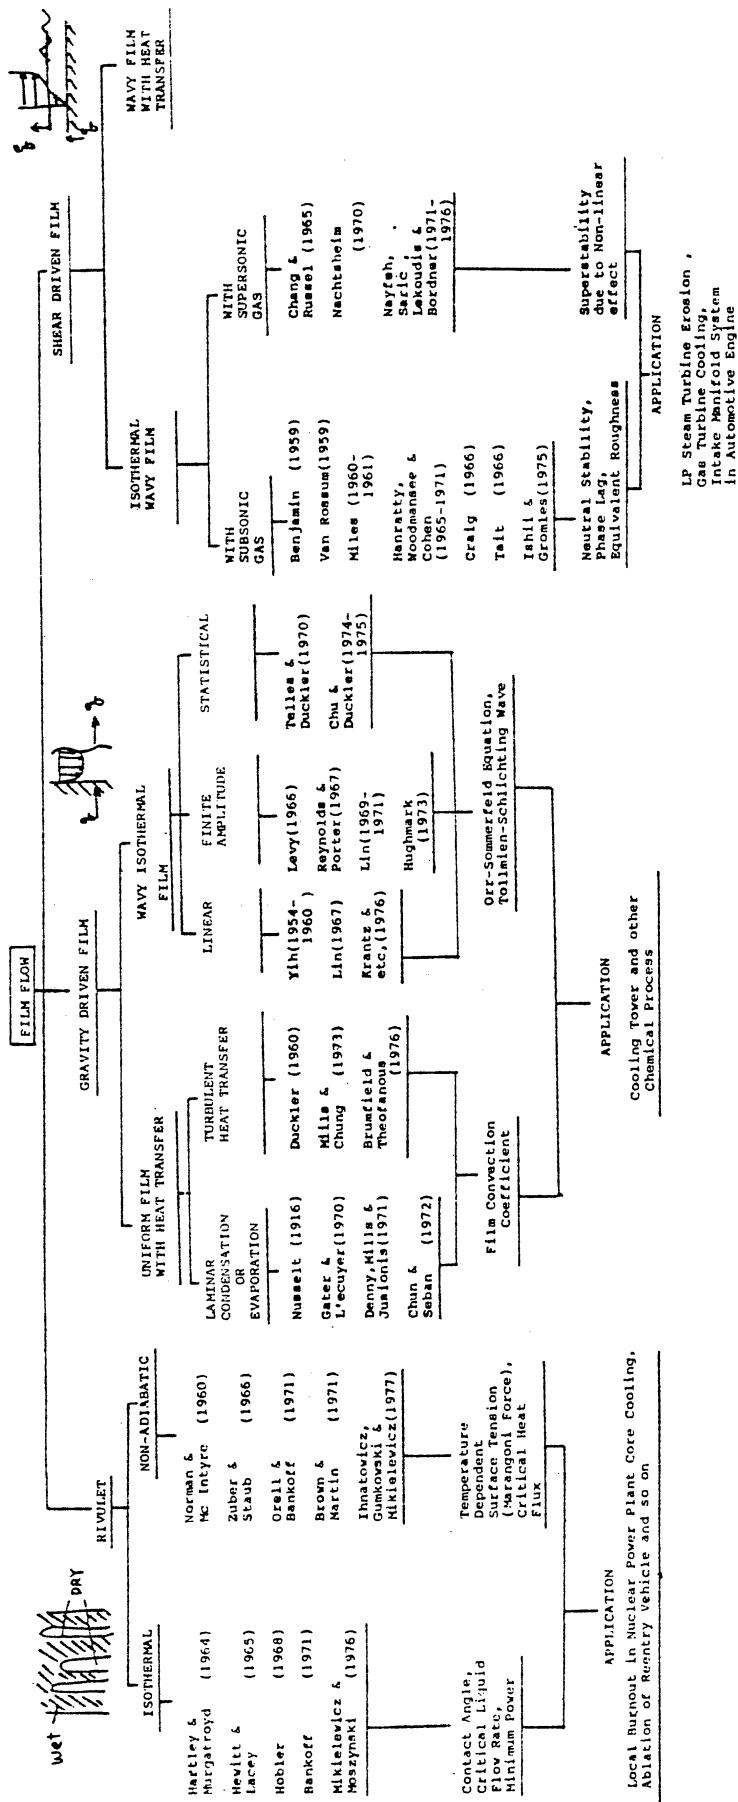 FILM FLOW
RIVULET
GRAVITY DRIVEN FILM
SHEAR DRIVEN FILM
wet
DRY
ISOTHERMAL
Hartley &
Murgatroyd (1964)
Hewitt &
Lacey (1965)
Hobler (1968)
Bankoff (1971)
Mikielewicz &
Moszynski (1976)
Contact Angle,
Critical Liquid
Flow Rate,
Minimum Power
NON-ADIABATIC
Norman &
Mc Intyre (1960)
Zuber &
Staub (1966)
Orell &
Bankoff (1971)
Brown &
Martin (1971)
Ihnatowicz,
Gumkowski &
Mikielewicz(1977)
Temperature
Dependent
Surface Tension
(Marangoni Force),
Critical Heat
Flux
APPLICATION
Local Burnout in Nuclear Power Plant Core Cooling,
Ablation of Reentry Vehicle and so on
UNIFORM FILM
WITH HEAT TRANSFER
LAMINAR
CONDENSATION
OR
EVAPORATION
Nusselt (1916)
Gater &
L'ecuyer(1970)
Denny,Mills &
Jusionis(1971)
Chun &
Seban (1972)
TURBULENT
HEAT TRANSFER
Duckler (1960)
Mills &
Chung (1973)
Brumfield &
Theofanous
(1976)
Film Convection
Coefficient
WAVY ISOTHERMAL
FILM
LINEAR
Yih(1954-
1960 )
Lin(1967)
Krantz &
etc,(1976)
FINITE
AMPLITUDE
Levy(1966)
Reynolds &
Porter(1967)
Lin(1969-
1971)
Hughmark
(1973)
STATISTICAL
Telles &
Duckler(1970)
Chu &
Duckler(1974-
1975)
Orr-Sommerfeld Equation,
Tollmien-Schlichting Wave
APPLICATION
Cooling Tower and other
Chemical Process
ISOTHERMAL
WAVY FILM
WITH
SUBSONIC
GAS
Benjamin (1959)
Van Rossum(1959)
Miles (1960-
1961)
Hanratty,
Woodmansee &
Cohen
(1965-1971)
Craig (1966)
Tait (1966)
Ishii &
Gromles(1975)
Neutral Stability,
Phase Lag,
Equivalent Roughness
WITH
SUPERSONIC
GAS
Chang &
Russel (1965)
Nachtsheim
(1970)
Nayfeh,
Saric,
Lekoudis &
Bordner(1971-
1976)
Superstability
due to Non-linear
effect
APPLICATION
LP Steam Turbine Erosion ,
Gas Turbine Cooling,
Intake Manifold System
in Automotive Engine
WAVY FILM
WITH HEAT
TRANSFER